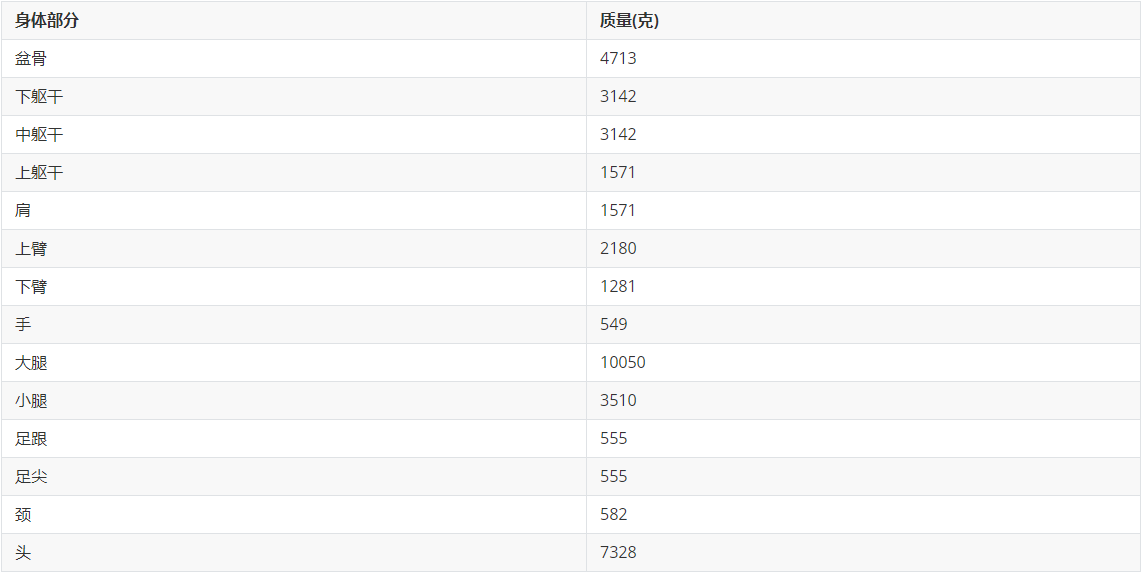 身体部分 质量(克)
盆骨 4713
下躯干 3142
中躯干 3142
上躯干 1571
肩 1571
上臂 2180
下臂 1281
手 549
大腿 10050
小腿 3510
足跟 555
足尖 555
颈 582
头 7328